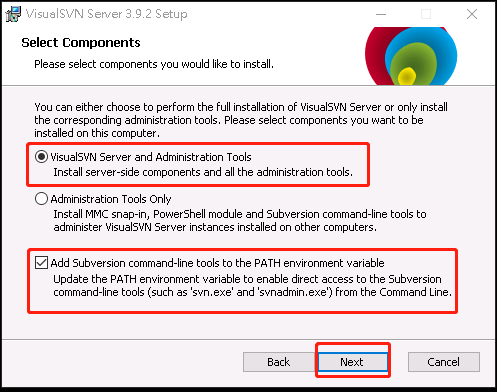 VisualSVN Server 3.9.2 Setup
Select Components
Please select components you would like to install.
You can either choose to perform the full installation of VisualSVN Server or only install
the corresponding administration tools. Please select components you want to be
installed on this computer.
VisualSVN Server and Administration Tools
Install server-side components and all the administration tools.
Administration Tools Only
Install MMC snap-in, PowerShell module and Subversion command-line tools to
administer VisualSVN Server instances installed on other computers.
Add Subversion command-line tools to the PATH environment variable
Update the PATH environment variable to enable direct access to the Subversion
command-line tools (such as 'svn.exe' and 'svnadmin.exe') from the Command Line.
Back Next Cancel